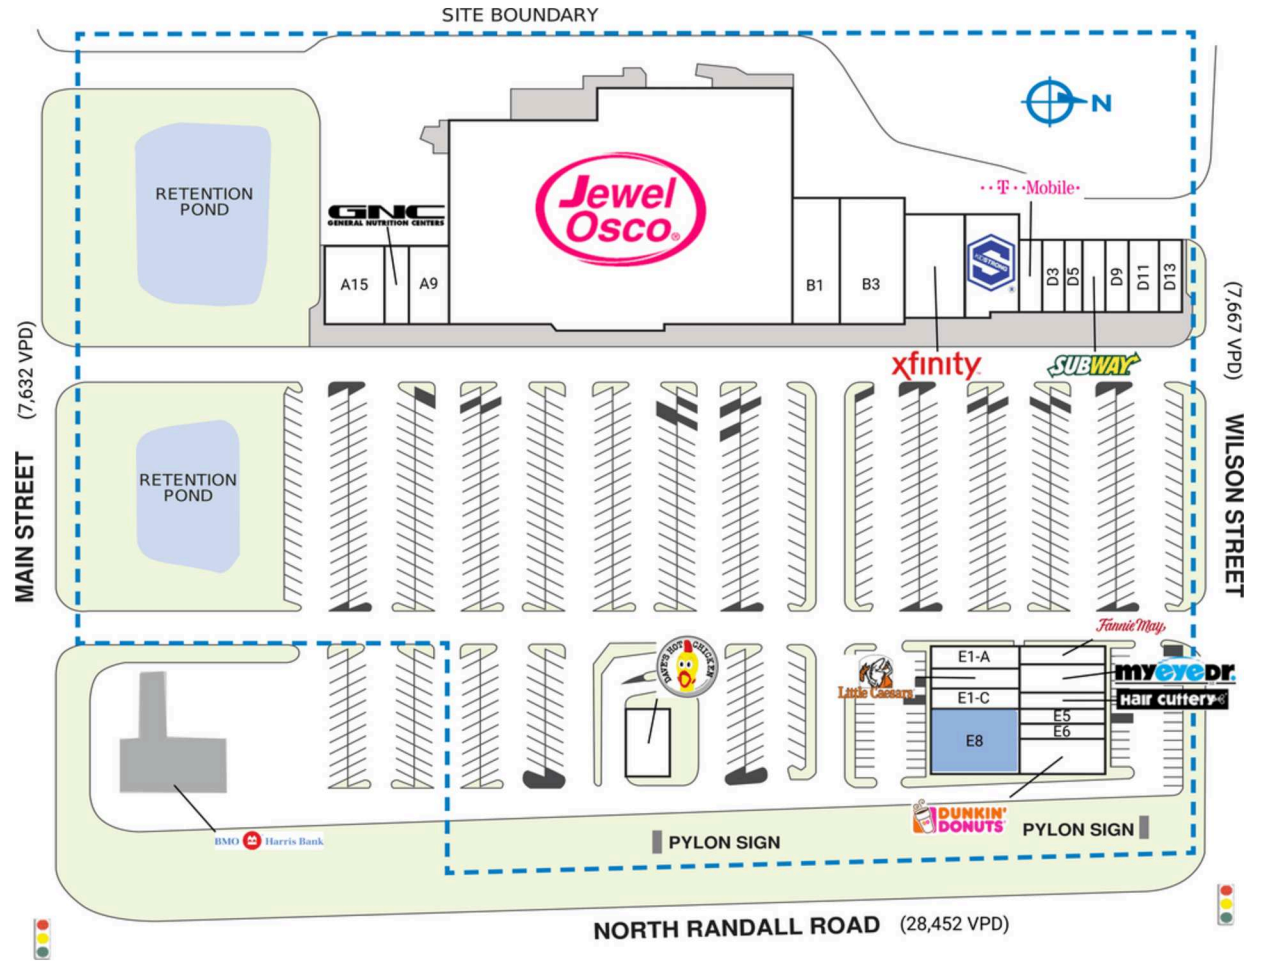 SITE BOUNDARY
N
RETENTION
POND
T Mobile
GNC
GENERAL NUTRITION CENTERS
Jewel
Osco®
A15
A9
B1
B3
D3
D5
D9
D11
D13
xfinity
SUBWAY
MAIN STREET (7,632 VPD)
(7,667 VPD) WILSON STREET
RETENTION
POND
FannieMay
DAVE'S HOT CHICKEN
Little Caesars
E1-A
myeyeDr.
E1-C
Hair cuttery
E5
E6
E8
DUNKIN'
DONUTS
PYLON SIGN
PYLON SIGN
BMO Harris Bank
NORTH RANDALL ROAD (28,452 VPD)